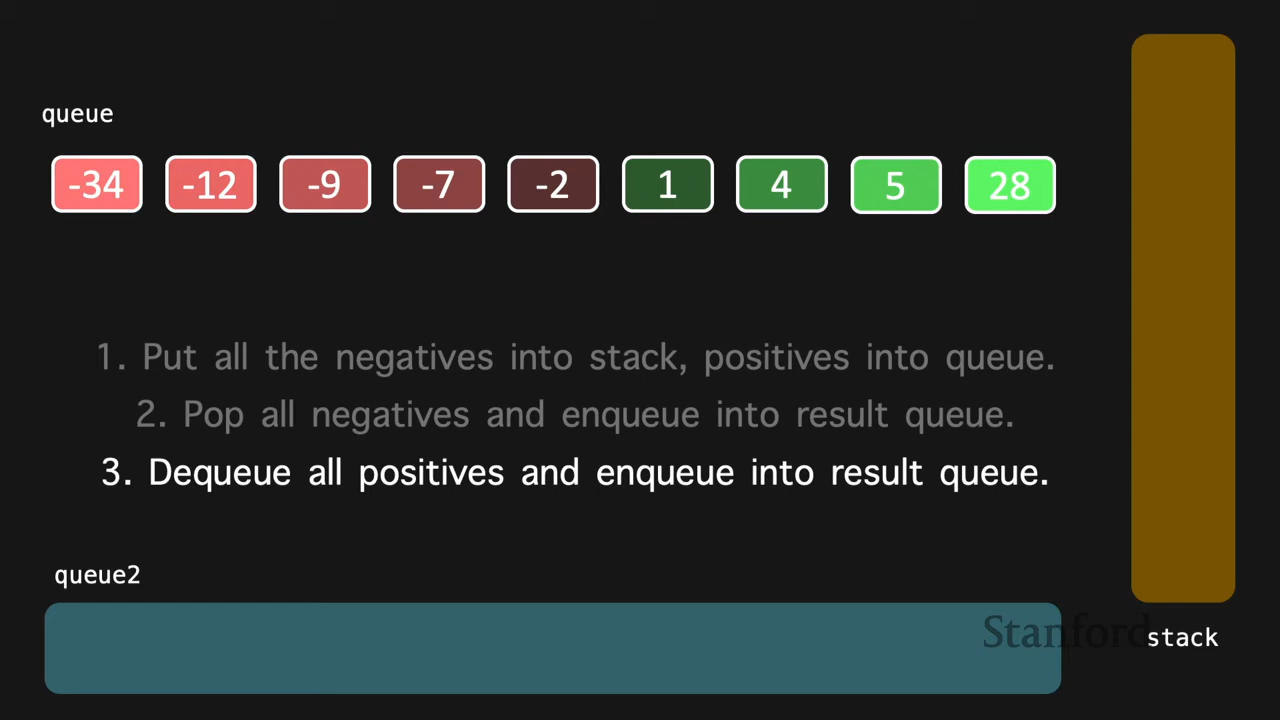 queue
-34 -12 -9 -7 -2 1 4 5 28
1. Put all the negatives into stack, positives into queue.
2. Pop all negatives and enqueue into result queue.
3. Dequeue all positives and enqueue into result queue.
queue2
Stanford
stack